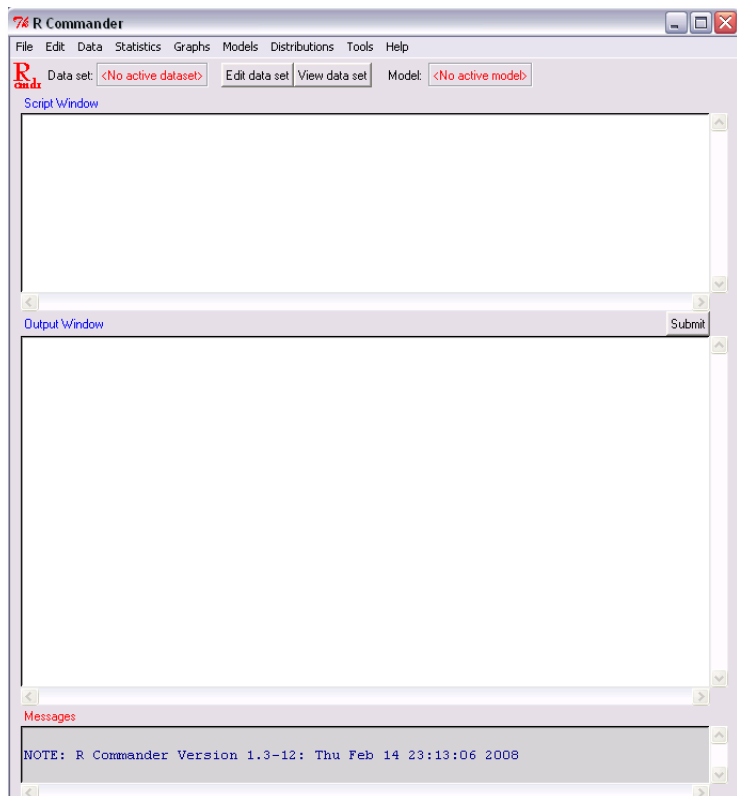 R Commander
File Edit Data Statistics Graphs Models Distributions Tools Help
R cmdr Data set: <No active dataset> Edit data set View data set Model: <No active model>
Script Window
Output Window Submit
Messages
NOTE: R Commander Version 1.3-12: Thu Feb 14 23:13:06 2008